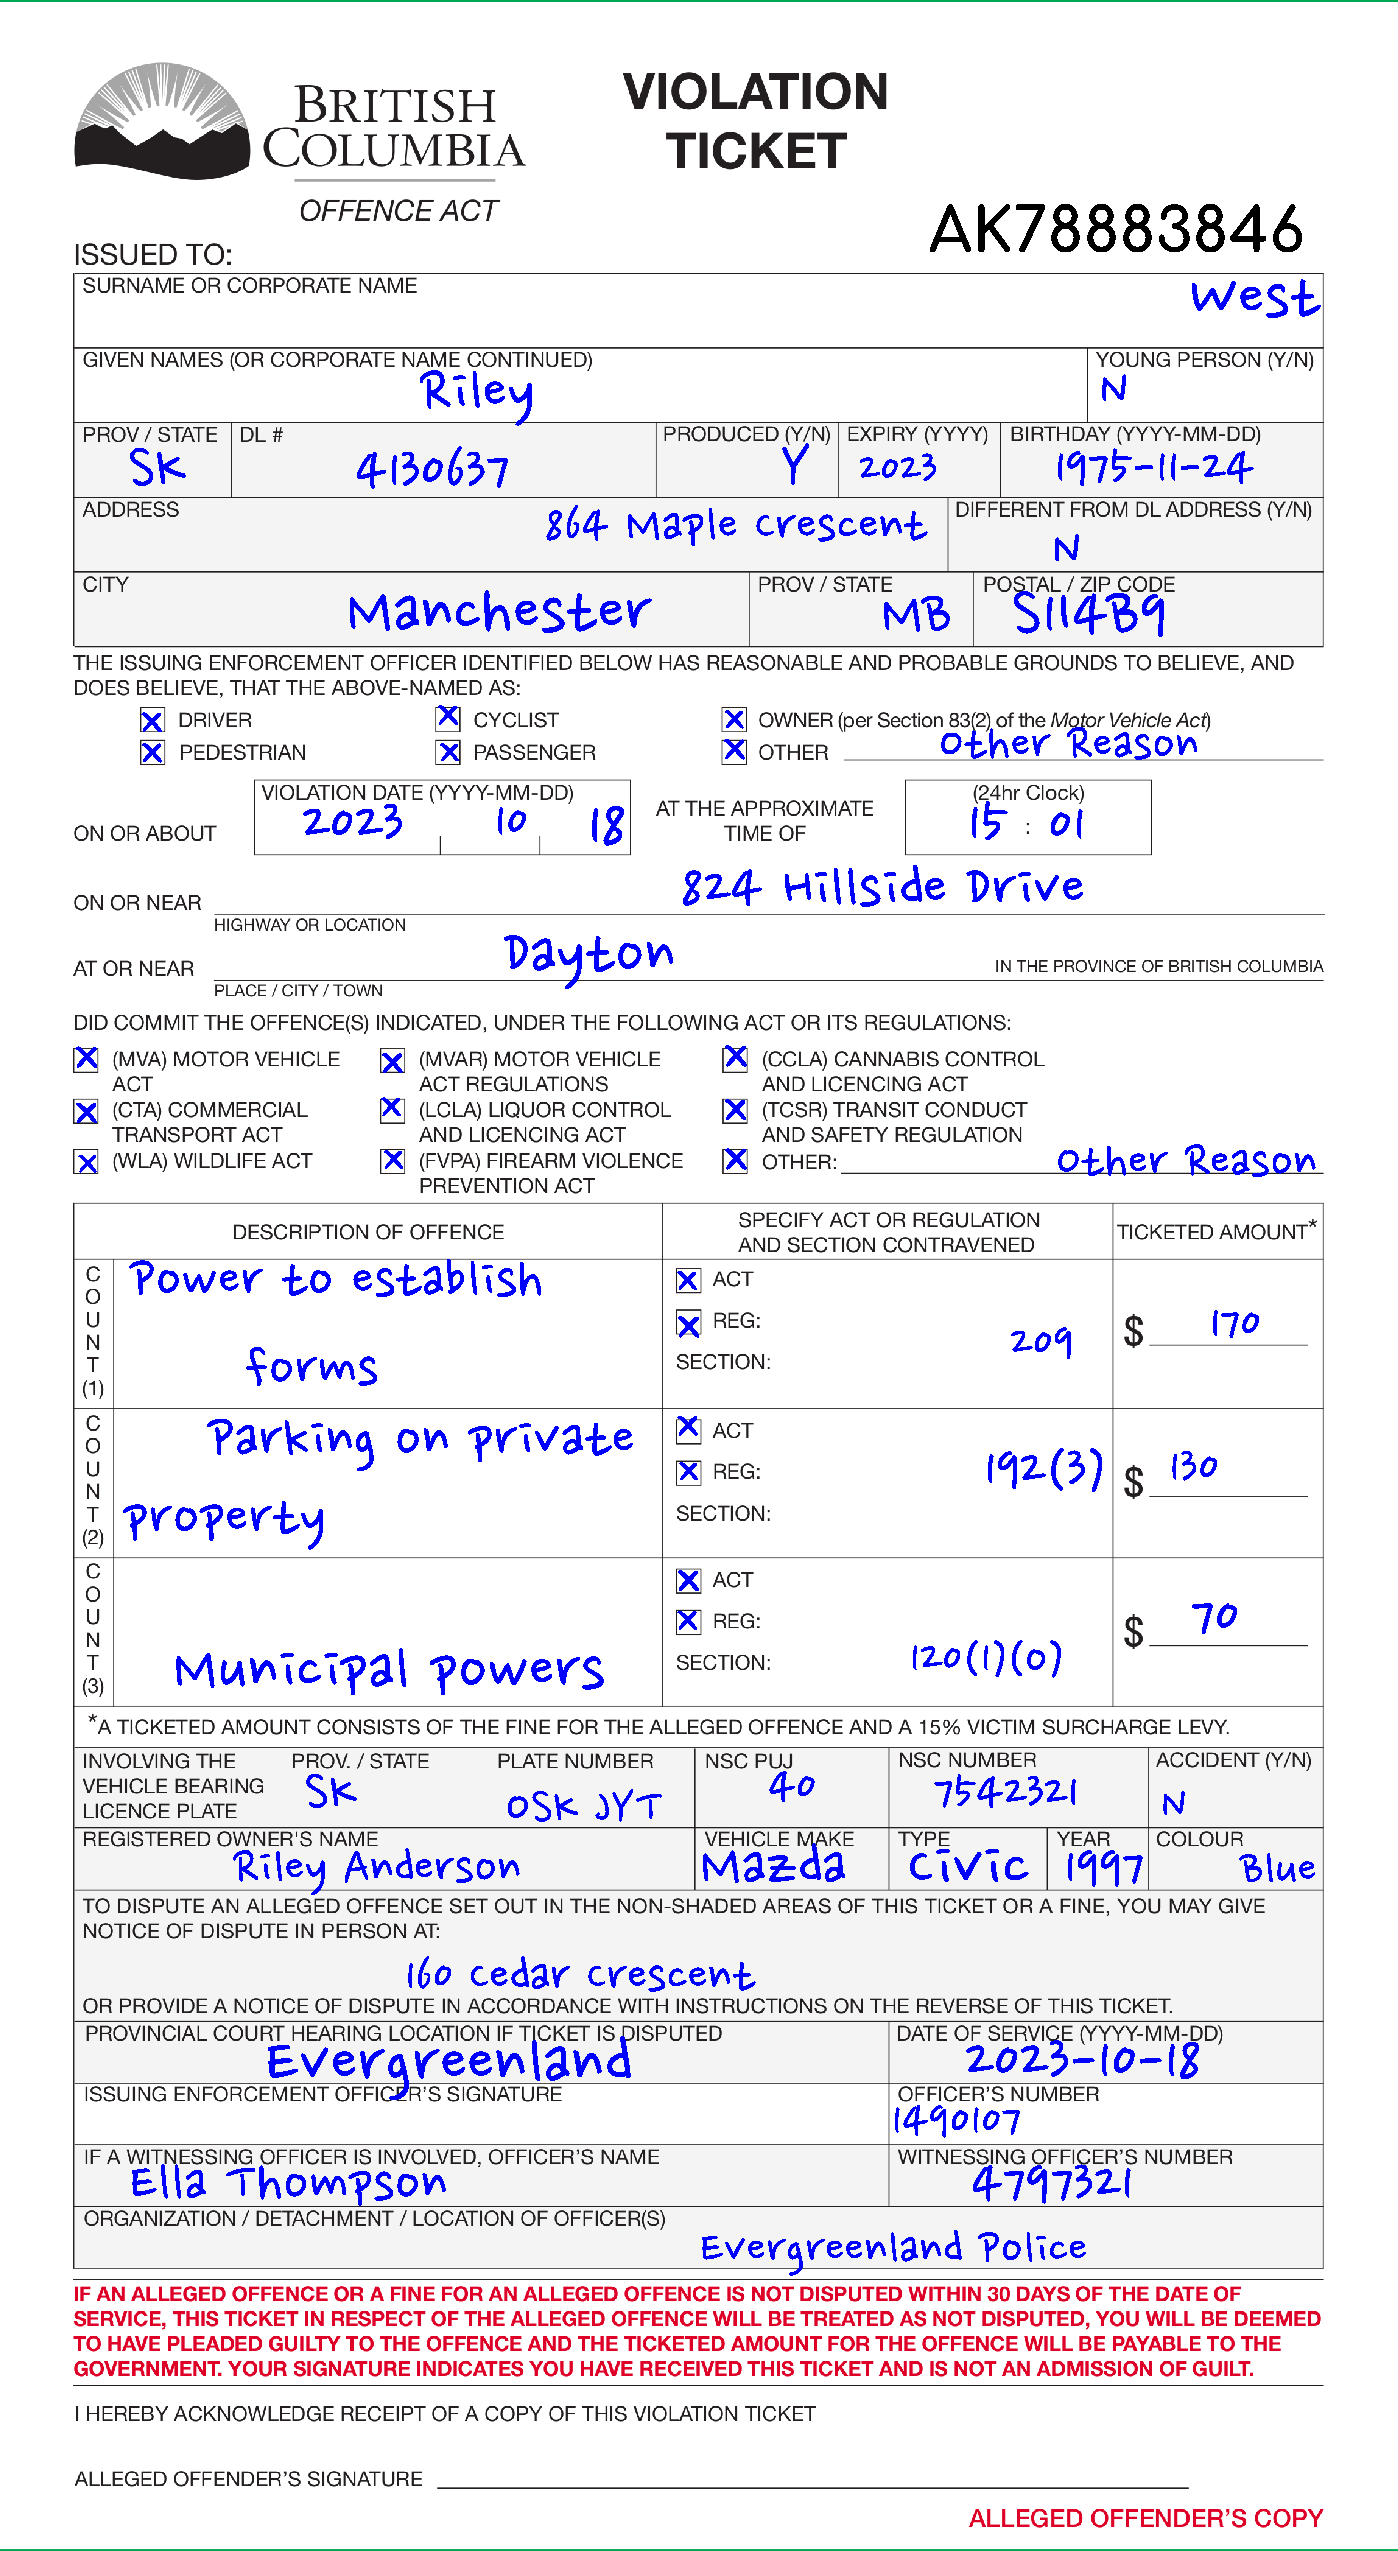 BRITISH
COLUMBIA
OFFENCE ACT
VIOLATION
TICKET
AK78883846
ISSUED TO:
SURNAME OR CORPORATE NAME
West
GIVEN NAMES (OR CORPORATE NAME CONTINUED)
Riley
YOUNG PERSON (Y/N)
N
PROV / STATE
SK
DL #
4130637
PRODUCED (Y/N)
Y
EXPIRY (YYYY)
2023
BIRTHDAY (YYYY-MM-DD)
1975-11-24
ADDRESS
864 Maple Crescent
DIFFERENT FROM DL ADDRESS (Y/N)
N
CITY
Manchester
PROV / STATE
MB
POSTAL / ZIP CODE
S114B9
THE ISSUING ENFORCEMENT OFFICER IDENTIFIED BELOW HAS REASONABLE AND PROBABLE GROUNDS TO BELIEVE, AND
DOES BELIEVE, THAT THE ABOVE-NAMED AS:
X DRIVER X CYCLIST X OWNER (per Section 83(2) of the Motor Vehicle Act)
X PEDESTRIAN X PASSENGER X OTHER Other Reason
ON OR ABOUT
VIOLATION DATE (YYYY-MM-DD)
2023 10 18
AT THE APPROXIMATE
TIME OF
(24hr Clock)
15 : 01
ON OR NEAR 824 Hillside Drive
HIGHWAY OR LOCATION
AT OR NEAR Dayton IN THE PROVINCE OF BRITISH COLUMBIA
PLACE / CITY / TOWN
DID COMMIT THE OFFENCE(S) INDICATED, UNDER THE FOLLOWING ACT OR ITS REGULATIONS:
X (MVA) MOTOR VEHICLE
ACT
X (MVAR) MOTOR VEHICLE
ACT REGULATIONS
X (CCLA) CANNABIS CONTROL
AND LICENCING ACT
X (CTA) COMMERCIAL
TRANSPORT ACT
X (LCLA) LIQUOR CONTROL
AND LICENCING ACT
X (TCSR) TRANSIT CONDUCT
AND SAFETY REGULATION
X (WLA) WILDLIFE ACT
X (FVPA) FIREARM VIOLENCE
PREVENTION ACT
X OTHER: Other Reason
DESCRIPTION OF OFFENCE
SPECIFY ACT OR REGULATION
AND SECTION CONTRAVENED
TICKETED AMOUNT*
COUNT (1)
Power to establish
forms
X ACT
X REG:
SECTION:
209
$ 170
COUNT (2)
Parking on private
property
X ACT
X REG:
SECTION:
192(3)
$ 130
COUNT (3)
Municipal powers
X ACT
X REG:
SECTION:
120(1)(0)
$ 70
*A TICKETED AMOUNT CONSISTS OF THE FINE FOR THE ALLEGED OFFENCE AND A 15% VICTIM SURCHARGE LEVY.
INVOLVING THE
VEHICLE BEARING
LICENCE PLATE
PROV. / STATE
SK
PLATE NUMBER
OSK JYT
NSC PUJ
40
NSC NUMBER
7542321
ACCIDENT (Y/N)
N
REGISTERED OWNER'S NAME
Riley Anderson
VEHICLE MAKE
Mazda
TYPE
Civic
YEAR
1997
COLOUR
Blue
TO DISPUTE AN ALLEGED OFFENCE SET OUT IN THE NON-SHADED AREAS OF THIS TICKET OR A FINE, YOU MAY GIVE
NOTICE OF DISPUTE IN PERSON AT:
160 Cedar Crescent
OR PROVIDE A NOTICE OF DISPUTE IN ACCORDANCE WITH INSTRUCTIONS ON THE REVERSE OF THIS TICKET.
PROVINCIAL COURT HEARING LOCATION IF TICKET IS DISPUTED
Evergreenland
DATE OF SERVICE (YYYY-MM-DD)
2023-10-18
ISSUING ENFORCEMENT OFFICER'S SIGNATURE
OFFICER'S NUMBER
1490107
IF A WITNESSING OFFICER IS INVOLVED, OFFICER'S NAME
Ella Thompson
WITNESSING OFFICER'S NUMBER
4797321
ORGANIZATION / DETACHMENT / LOCATION OF OFFICER(S)
Evergreenland Police
IF AN ALLEGED OFFENCE OR A FINE FOR AN ALLEGED OFFENCE IS NOT DISPUTED WITHIN 30 DAYS OF THE DATE OF
SERVICE, THIS TICKET IN RESPECT OF THE ALLEGED OFFENCE WILL BE TREATED AS NOT DISPUTED, YOU WILL BE DEEMED
TO HAVE PLEADED GUILTY TO THE OFFENCE AND THE TICKETED AMOUNT FOR THE OFFENCE WILL BE PAYABLE TO THE
GOVERNMENT. YOUR SIGNATURE INDICATES YOU HAVE RECEIVED THIS TICKET AND IS NOT AN ADMISSION OF GUILT.
I HEREBY ACKNOWLEDGE RECEIPT OF A COPY OF THIS VIOLATION TICKET
ALLEGED OFFENDER'S SIGNATURE
ALLEGED OFFENDER'S COPY